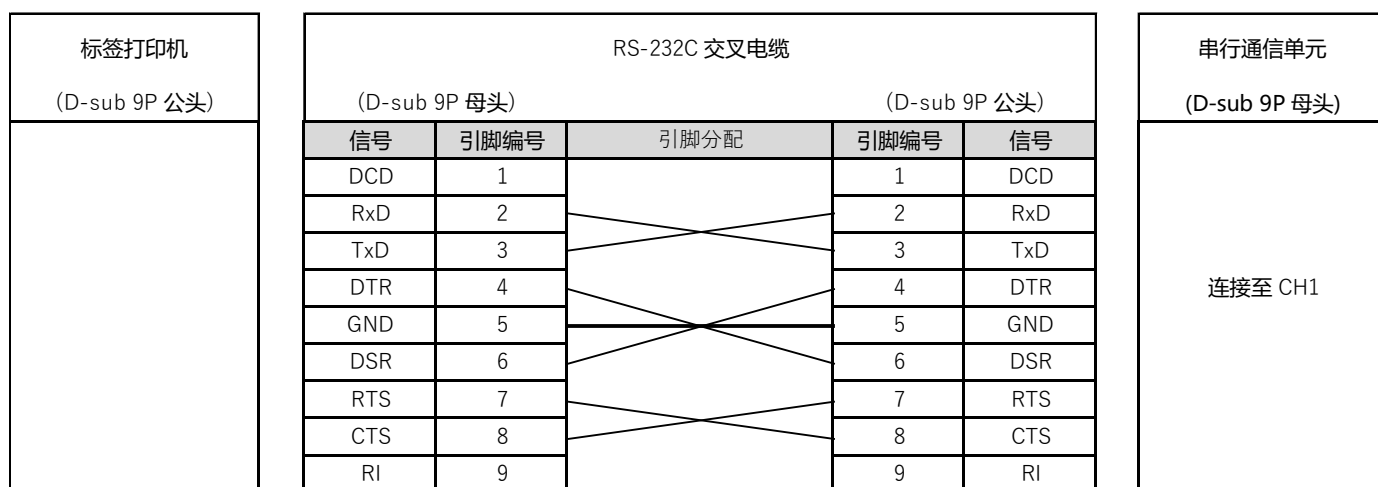 标签打印机 RS-232C 交叉电缆 串行通信单元
（D-sub 9P 公头） （D-sub 9P 母头） （D-sub 9P 公头） (D-sub 9P 母头)
信号 引脚编号 引脚分配 引脚编号 信号
DCD 1 1 DCD
RxD 2 2 RxD
TxD 3 3 TxD
DTR 4 4 DTR 连接至 CH1
GND 5 5 GND
DSR 6 6 DSR
RTS 7 7 RTS
CTS 8 8 CTS
RI 9 9 RI